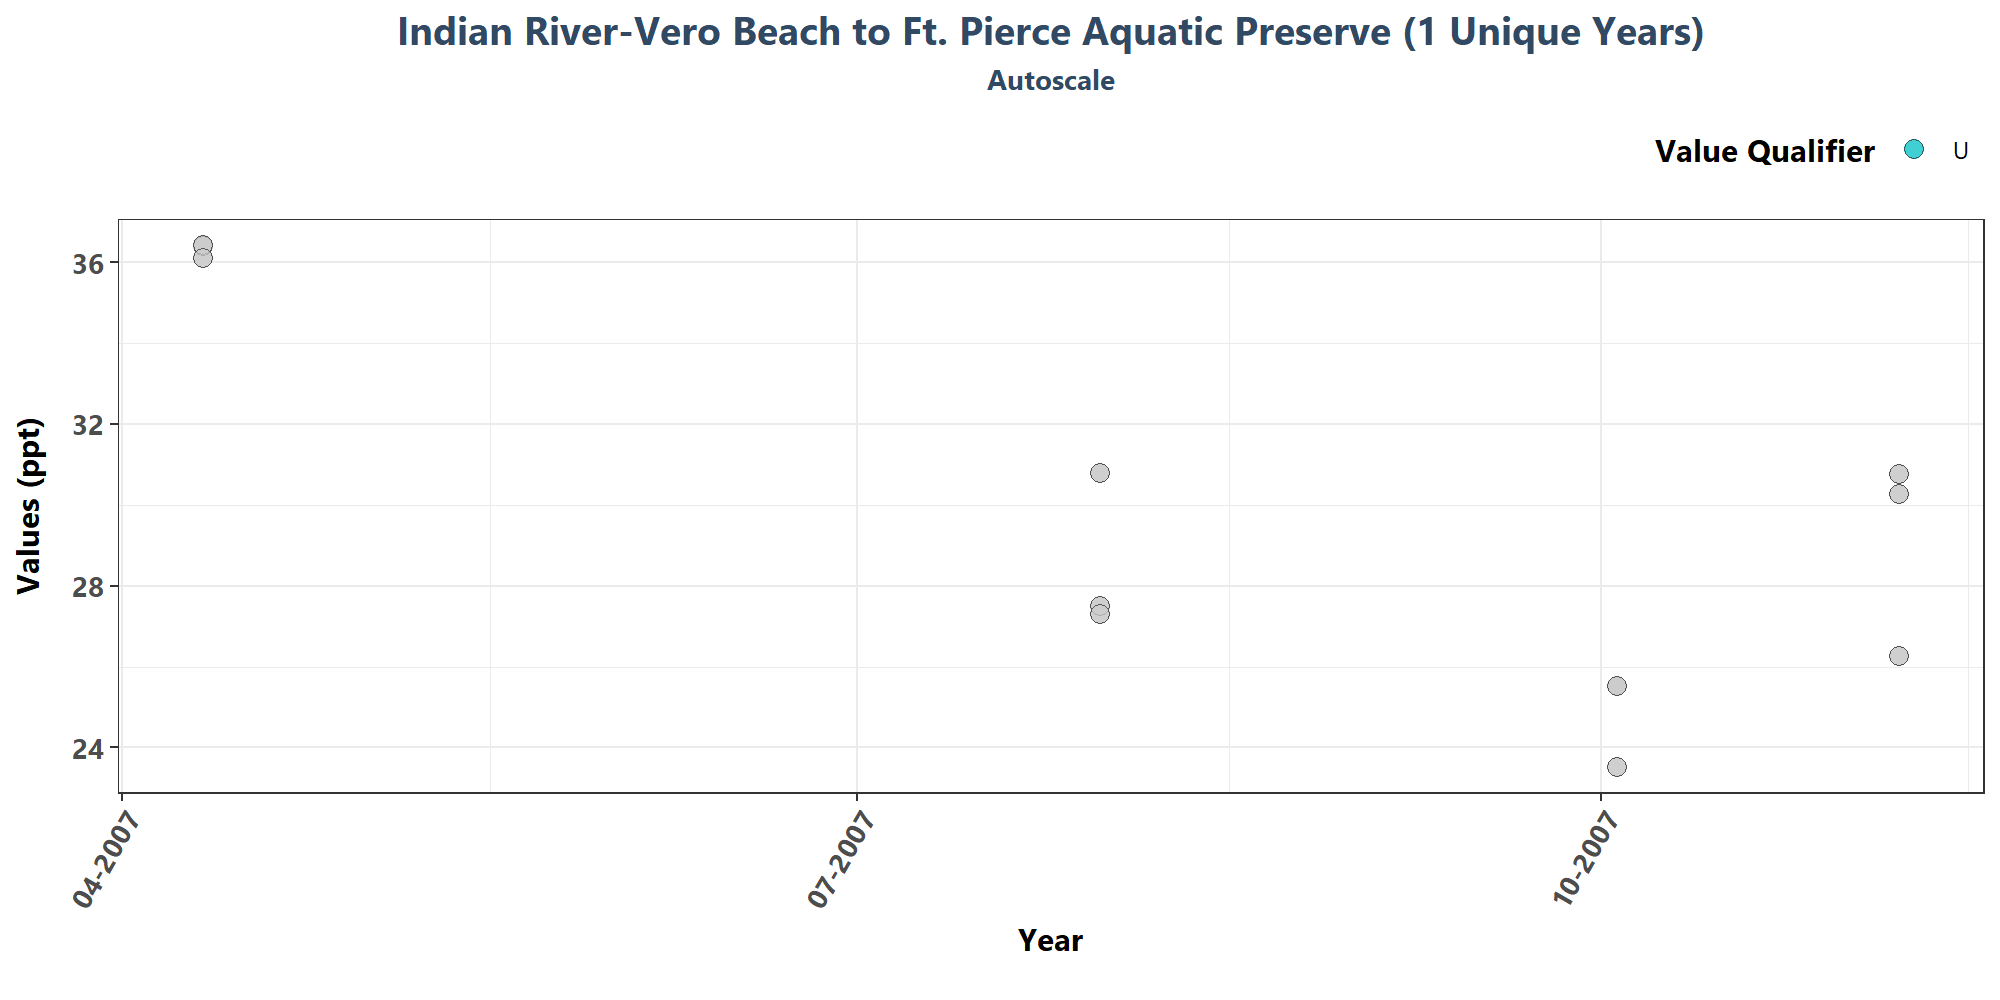 Indian River-Vero Beach to Ft. Pierce Aquatic Preserve (1 Unique Years)
Autoscale
Value Qualifier U
36
32
28
24
Values (ppt)
04-2007 07-2007 10-2007
Year